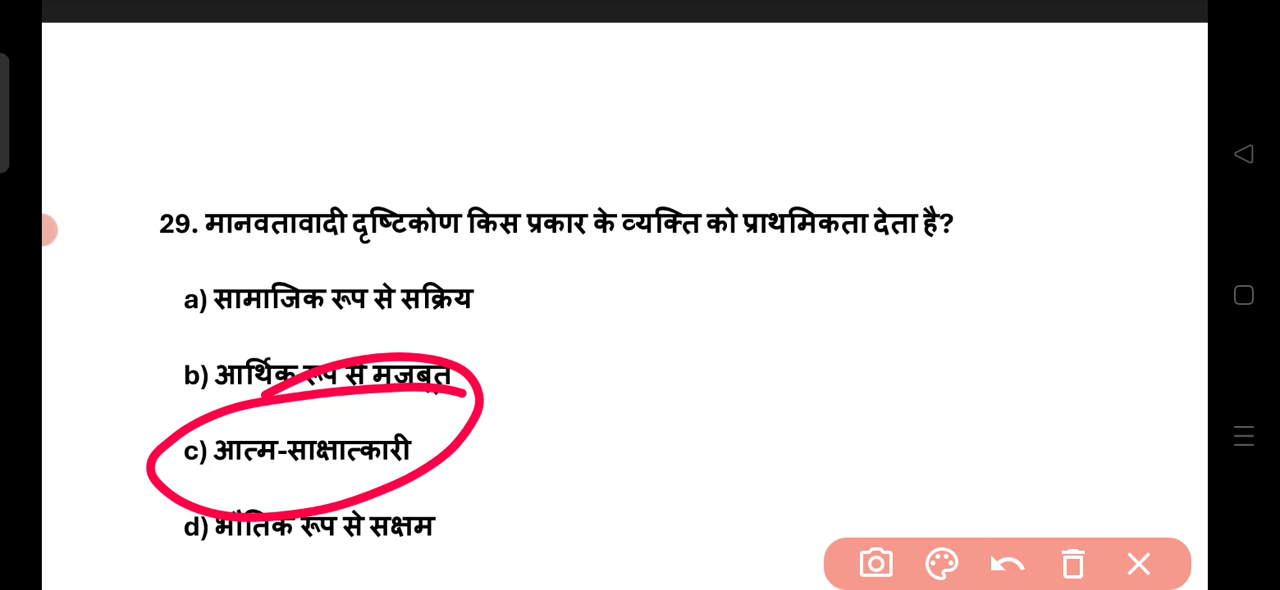 29. मानवतावादी दृष्टिकोण किस प्रकार के व्यक्ति को प्राथमिकता देता है?
a) सामाजिक रूप से सक्रिय
b) आर्थिक रूप से मजबूत
c) आत्म-साक्षात्कारी
d) भौतिक रूप से सक्षम